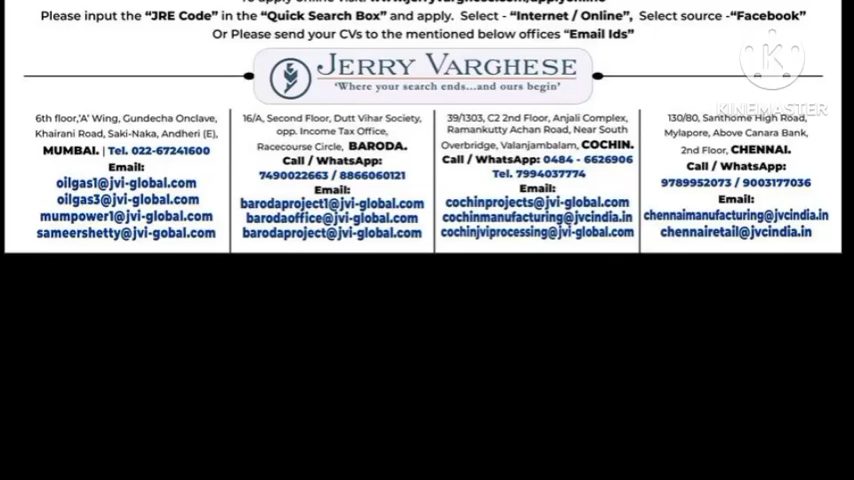 To apply online visit: www.jerryvarghese.com/applyonline
Please input the “JRE Code” in the “Quick Search Box” and apply. Select - “Internet / Online”, Select source -“Facebook”
Or Please send your CVs to the mentioned below offices “Email Ids”
JERRY VARGHESE
‘Where your search ends...and ours begin’
K
KINEMASTER
6th floor,‘A’ Wing, Gundecha Onclave,
Khairani Road, Saki-Naka, Andheri (E),
MUMBAI. | Tel. 022-67241600
Email:
oilgas1@jvi-global.com
oilgas3@jvi-global.com
mumpower1@jvi-global.com
sameershetty@jvi-gobal.com
16/A, Second Floor, Dutt Vihar Society,
opp. Income Tax Office,
Racecourse Circle, BARODA.
Call / WhatsApp:
7490022663 / 8866060121
Email:
barodaproject1@jvi-global.com
barodaoffice@jvi-global.com
barodaproject@jvi-global.com
39/1303, C2 2nd Floor, Anjali Complex,
Ramankutty Achan Road, Near South
Overbridge, Valanjambalam, COCHIN.
Call / WhatsApp: 0484 - 6626906
Tel. 7994037774
Email:
cochinprojects@jvi-global.com
cochinmanufacturing@jvcindia.in
cochinjviprocessing@jvi-global.com
130/80, Santhome High Road,
Mylapore, Above Canara Bank,
2nd Floor, CHENNAI.
Call / WhatsApp:
9789952073 / 9003177036
Email:
chennaimanufacturing@jvcindia.in
chennairetail@jvcindia.in